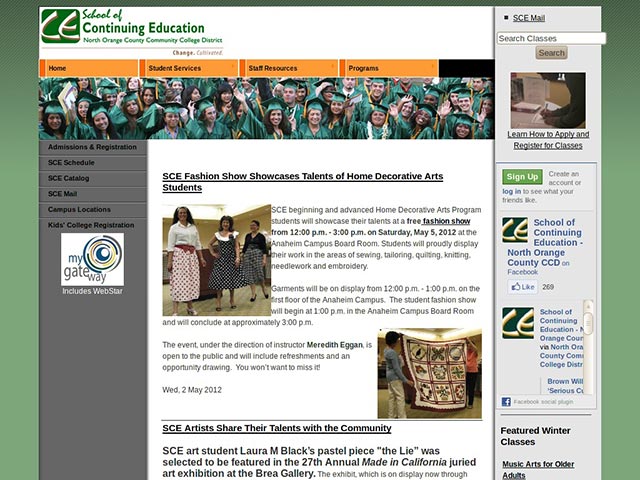 School of
Continuing Education
North Orange County Community College District
Change. Cultivated.
Home
Student Services
Staff Resources
Programs
Admissions & Registration
SCE Schedule
SCE Catalog
SCE Mail
Campus Locations
Kids' College Registration
my
gateway
Includes WebStar
SCE Fashion Show Showcases Talents of Home Decorative Arts
Students
SCE beginning and advanced Home Decorative Arts Program
students will showcase their talents at a free fashion show
from 12:00 p.m. - 3:00 p.m. on Saturday, May 5, 2012 at the
Anaheim Campus Board Room. Students will proudly display
their work in the areas of sewing, tailoring, quilting, knitting,
needlework and embroidery.
Garments will be on display from 12:00 p.m. - 1:00 p.m. on the
first floor of the Anaheim Campus.  The student fashion show
will begin at 1:00 p.m. in the Anaheim Campus Board Room
and will conclude at approximately 3:00 p.m.
The event, under the direction of instructor Meredith Eggan, is
open to the public and will include refreshments and an
opportunity drawing.  You won't want to miss it!
Wed, 2 May 2012
SCE Artists Share Their Talents with the Community
SCE art student Laura M Black's pastel piece "the Lie" was
selected to be featured in the 27th Annual Made in California juried
art exhibition at the Brea Gallery. The exhibit, which is on display now through
SCE Mail
Search Classes
Search
Learn How to Apply and
Register for Classes
Sign Up
Create an
account or
log in to see what your
friends like.
School of
Continuing
Education -
North Orange
County CCD on
Facebook
Like
269
School of
Continuing
Education - N
Orange Coun
via North Oran
County Comm
College Distri
Brown Will
'Serious Cu
Facebook social plugin
Featured Winter
Classes
Music Arts for Older
Adults